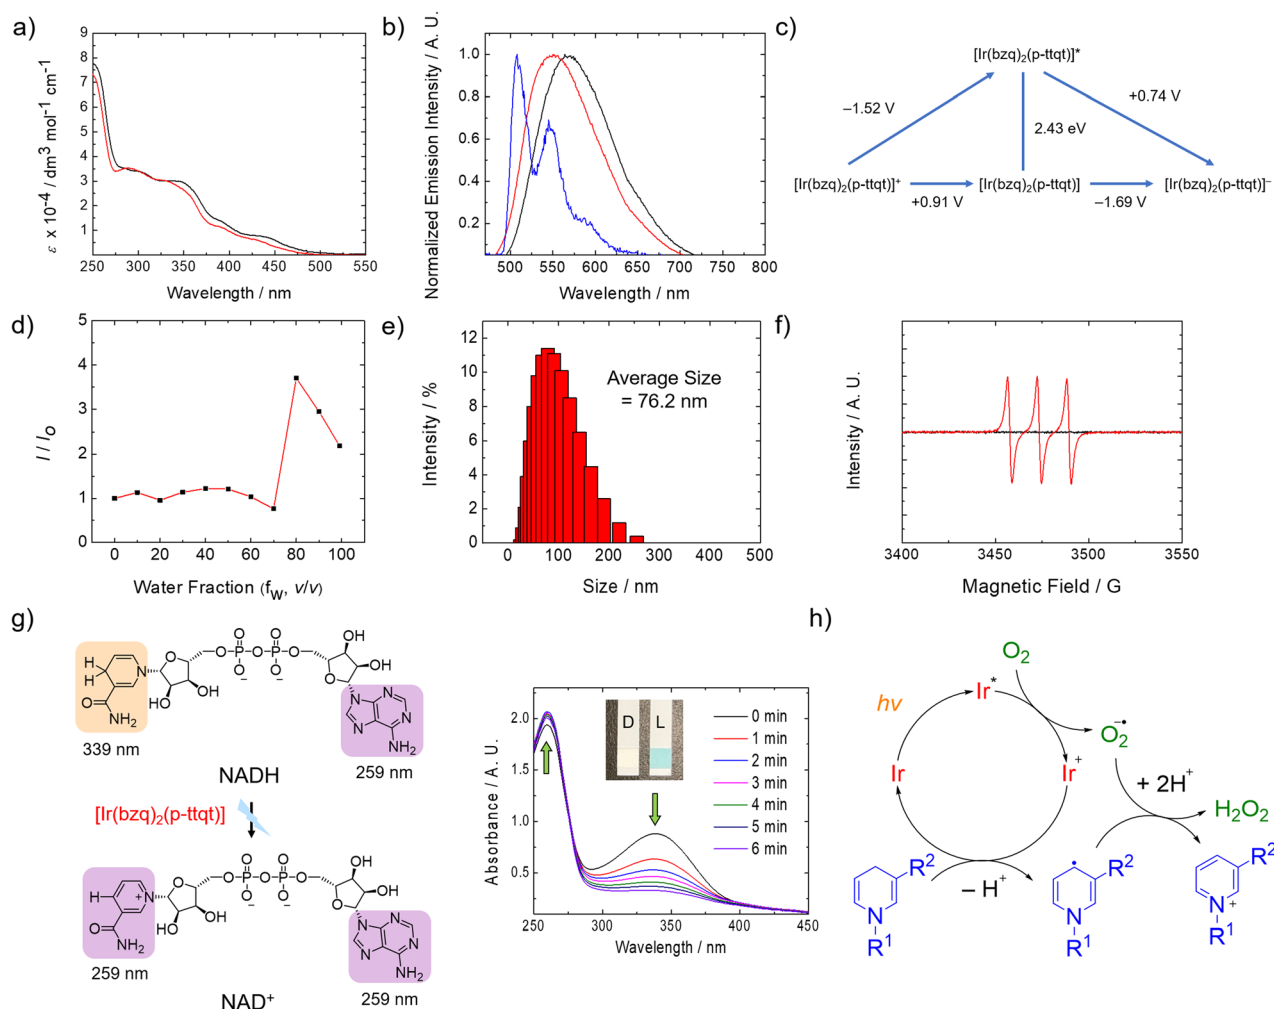 a)
ε x 10⁻⁴ / dm³ mol⁻¹ cm⁻¹
9
8
7
6
5
4
3
2
1
250 300 350 400 450 500 550
Wavelength / nm
b)
Normalized Emission Intensity / A. U.
1.0
0.8
0.6
0.4
0.2
500 550 600 650 700 750 800
Wavelength / nm
c)
[Ir(bzq)₂(p-ttqt)]*
–1.52 V
+0.74 V
2.43 eV
[Ir(bzq)₂(p-ttqt)]⁺
[Ir(bzq)₂(p-ttqt)]
[Ir(bzq)₂(p-ttqt)]⁻
+0.91 V
–1.69 V
d)
I / I₀
5
4
3
2
1
0
0 20 40 60 80 100
Water Fraction (fw, v/v)
e)
Intensity / %
12
10
8
6
4
2
0
Average Size
= 76.2 nm
0 100 200 300 400 500
Size / nm
f)
Intensity / A. U.
3400 3450 3500 3550
Magnetic Field / G
g)
H
H
N
O
NH₂
O
OH
OH
O
O
P
O
O⁻
O
P
O
O⁻
O
O
OH
OH
N
N
N
N
NH₂
339 nm
259 nm
NADH
[Ir(bzq)₂(p-ttqt)]
H
N
+
O
NH₂
O
OH
OH
O
O
P
O
O⁻
O
P
O
O⁻
O
O
OH
OH
N
N
N
N
NH₂
259 nm
259 nm
NAD⁺
Absorbance / A. U.
2.0
1.5
1.0
0.5
D L
0 min
1 min
2 min
3 min
4 min
5 min
6 min
250 300 350 400 450
Wavelength / nm
h)
O₂
hv
Ir*
O₂⁻•
Ir
Ir⁺
+ 2H⁺
H₂O₂
– H⁺
R²
N
R¹
R²
N
R¹
R²
N
+
R¹